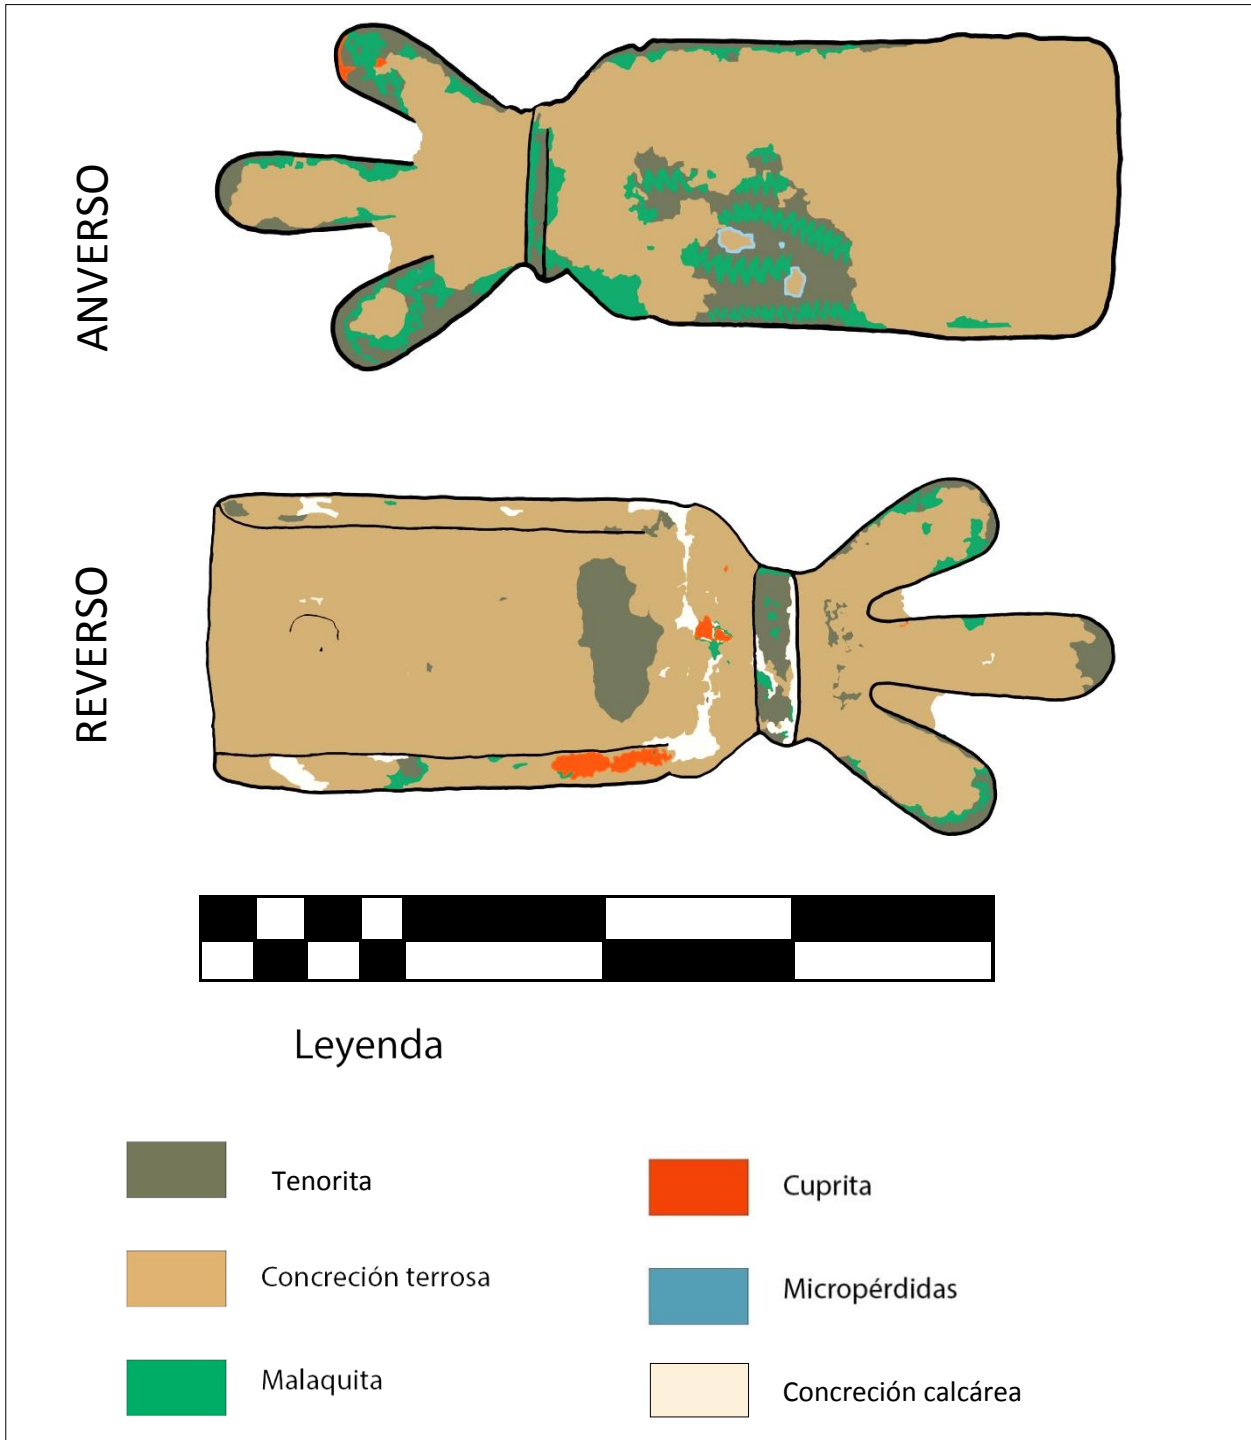 ANVERSO
REVERSO
Leyenda
Tenorita
Cuprita
Concreción terrosa
Micropérdidas
Malaquita
Concreción calcárea